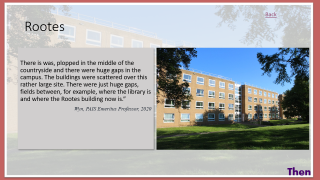 Back
Rootes
There is was, plopped in the middle of the
countryside and there were huge gaps in the
campus. The buildings were scattered over this
rather large site. There were just huge gaps,
fields between, for example, where the library is
and where the Rootes building now is."
PAIS Emeritus Professor, 2020
Then